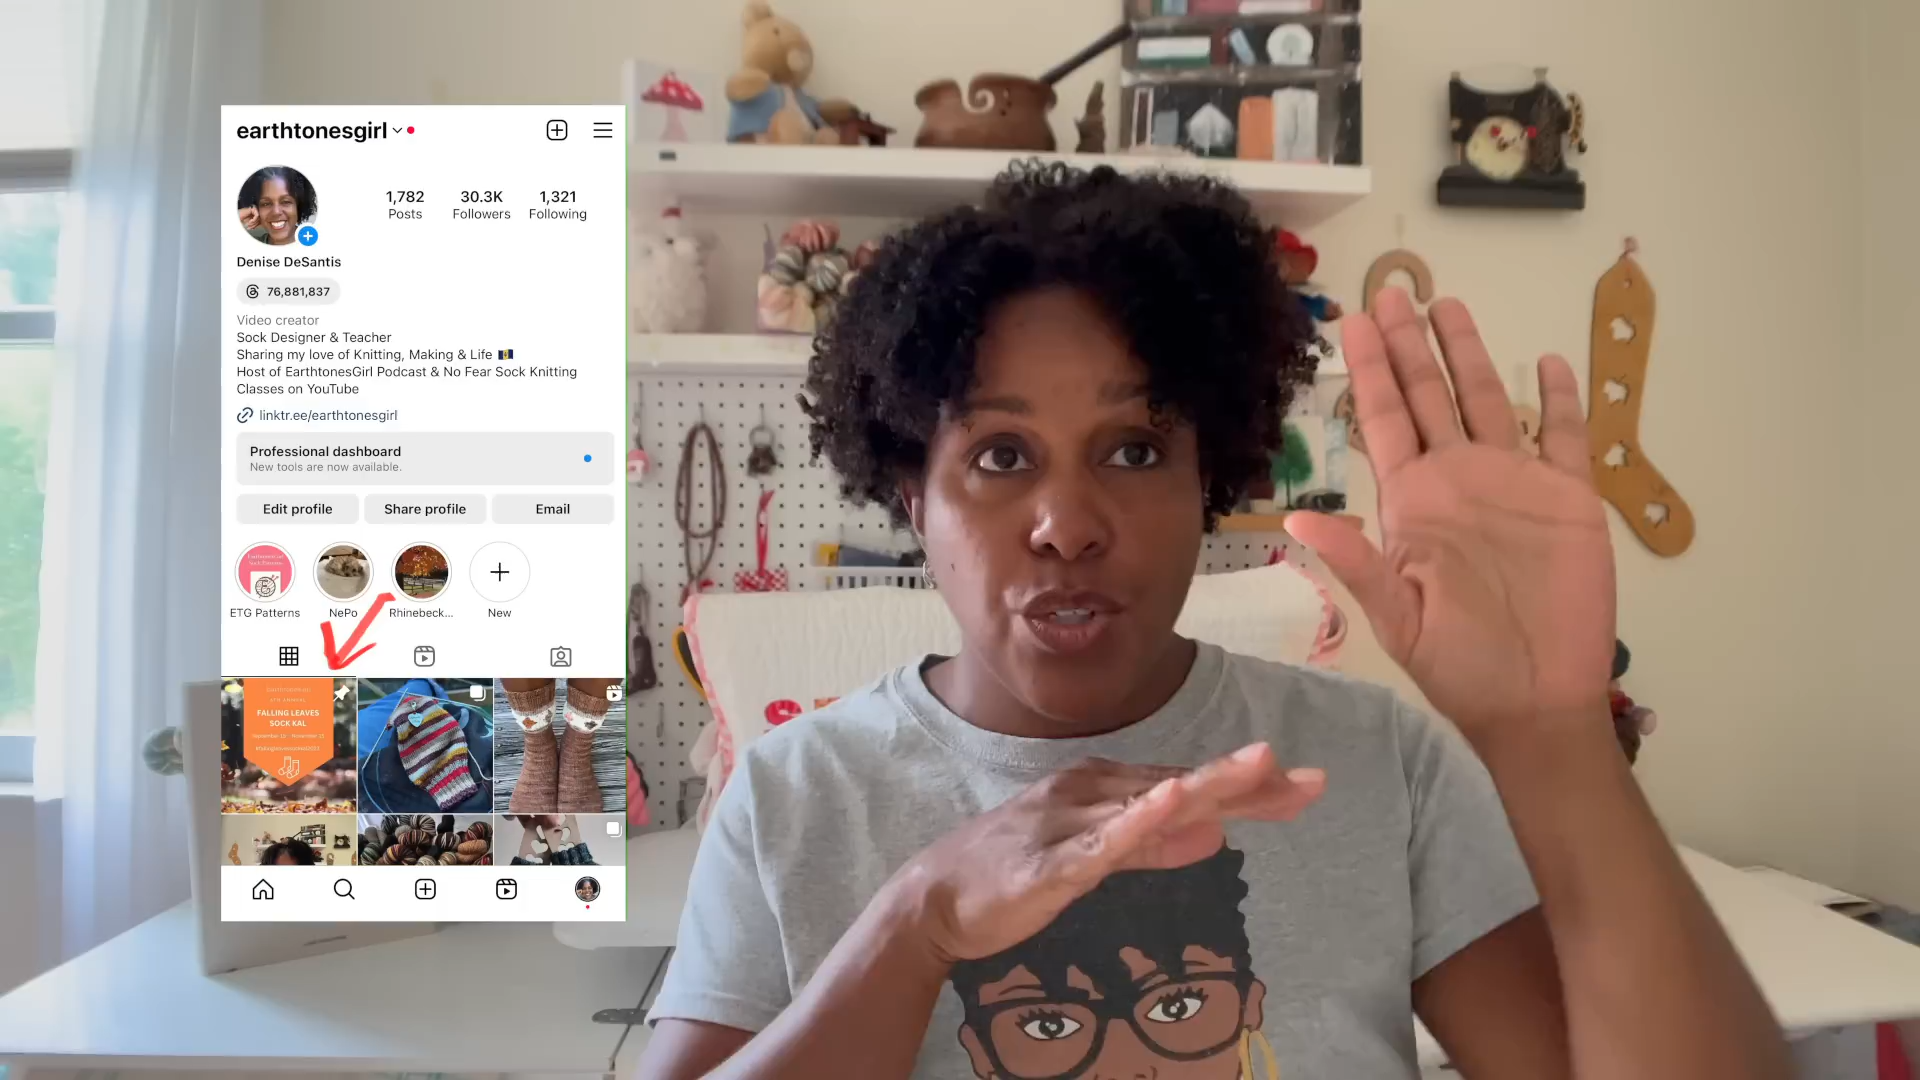 earthtonesgirl
1,782
Posts
30.3K
Followers
1,321
Following
Denise DeSantis
76,881,837
Video creator
Sock Designer & Teacher
Sharing my love of Knitting, Making & Life
Host of EarthtonesGirl Podcast & No Fear Sock Knitting
Classes on YouTube
linktr.ee/earthtonesgirl
Professional dashboard
New tools are now available.
Edit profile
Share profile
Email
ETG Patterns
NePo
Rhinebeck...
New
FALLING LEAVES
SOCK KAL